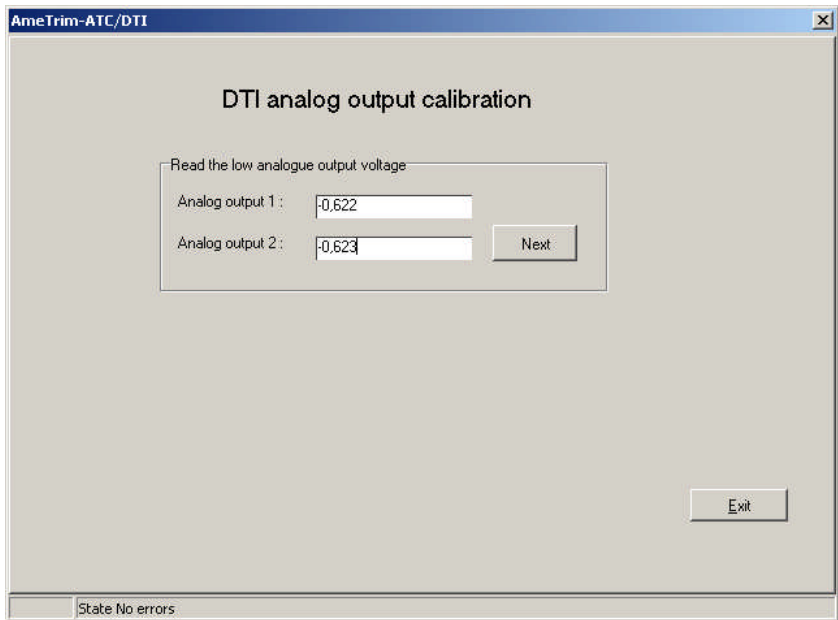 AmeTrim-ATC/DTI
DTI analog output calibration
Read the low analogue output voltage
Analog output 1 : -0,622
Analog output 2 : -0,623
Next
Exit
State No errors